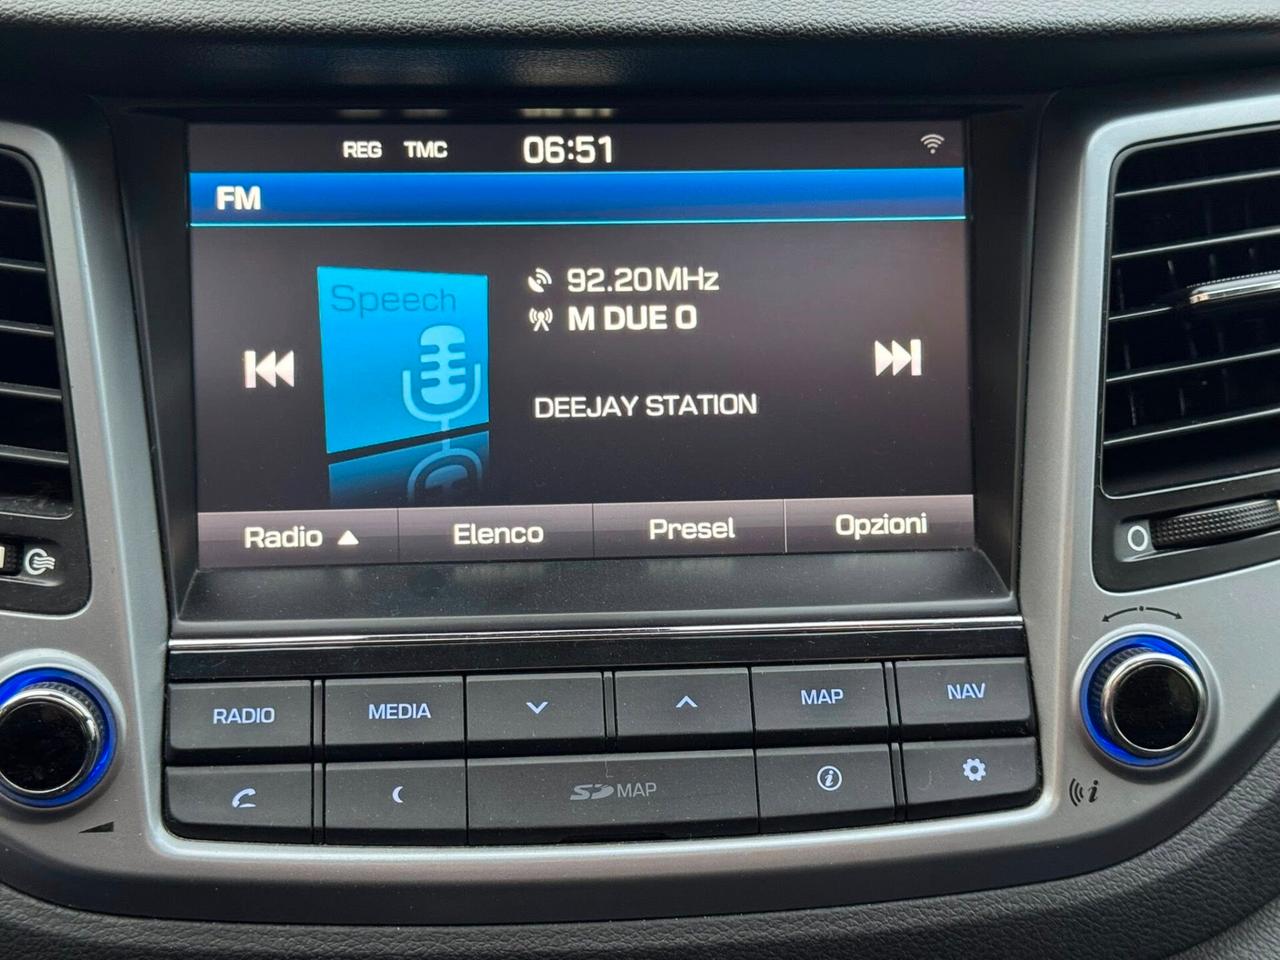 REG TMC 06:51
FM
Speech
92.20MHz
M DUE O
DEEJAY STATION
Radio ▲ Elenco Presel Opzioni
RADIO MEDIA MAP NAV
SD MAP i
i